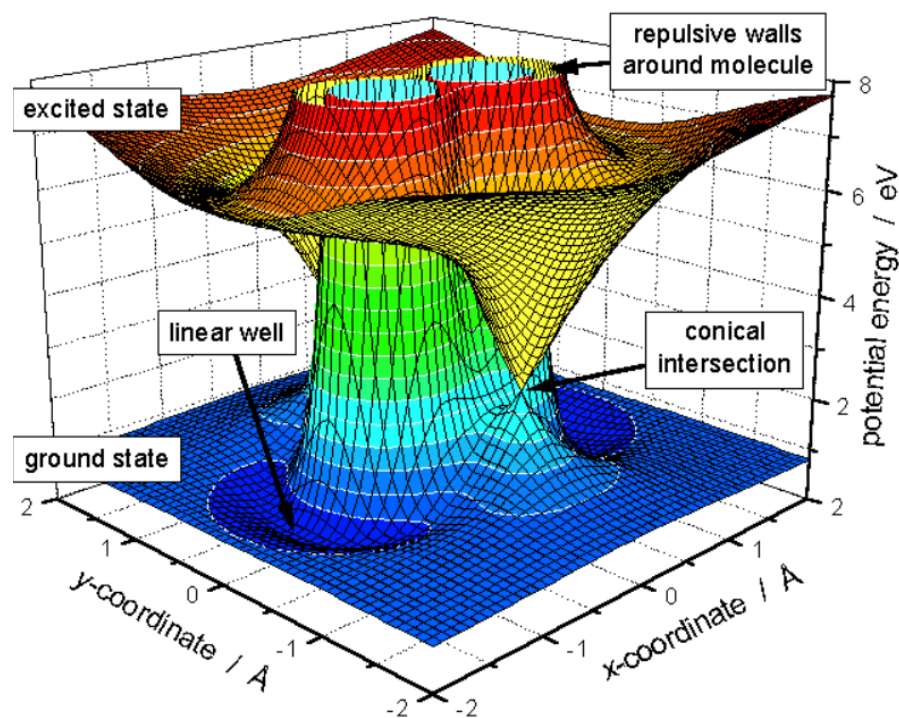 repulsive walls
around molecule
excited state
8
6
4
2
potential energy / eV
linear well
conical
intersection
ground state
2
1
0
-1
-2
y-coordinate / Å
-2
-1
0
1
2
x-coordinate / Å